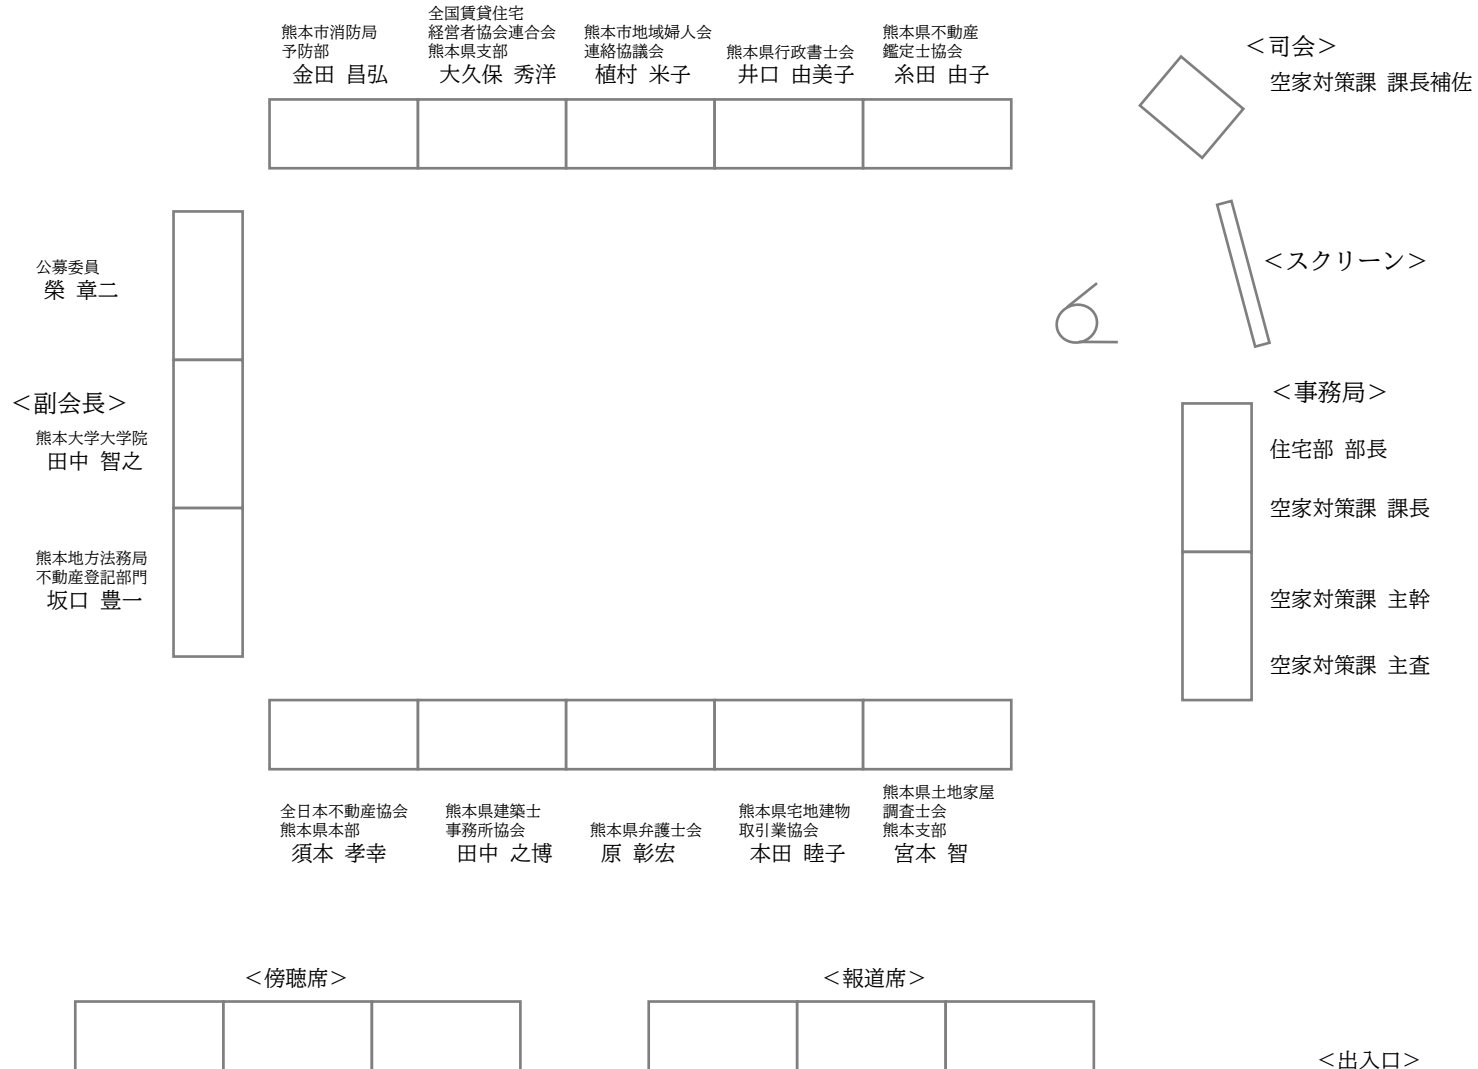 熊本市消防局
予防部
金田 昌弘
全国賃貸住宅
経営者協会連合会
熊本県支部
大久保 秀洋
熊本市地域婦人会
連絡協議会
植村 米子
熊本県行政書士会
井口 由美子
熊本県不動産
鑑定士協会
糸田 由子
＜司会＞
空家対策課 課長補佐
＜スクリーン＞
公募委員
榮 章二
＜副会長＞
熊本大学大学院
田中 智之
熊本地方法務局
不動産登記部門
坂口 豊一
＜事務局＞
住宅部 部長
空家対策課 課長
空家対策課 主幹
空家対策課 主査
全日本不動産協会
熊本県本部
須本 孝幸
熊本県建築士
事務所協会
田中 之博
熊本県弁護士会
原 彰宏
熊本県宅地建物
取引業協会
本田 睦子
熊本県土地家屋
調査士会
熊本支部
宮本 智
＜傍聴席＞
＜報道席＞
＜出入口＞